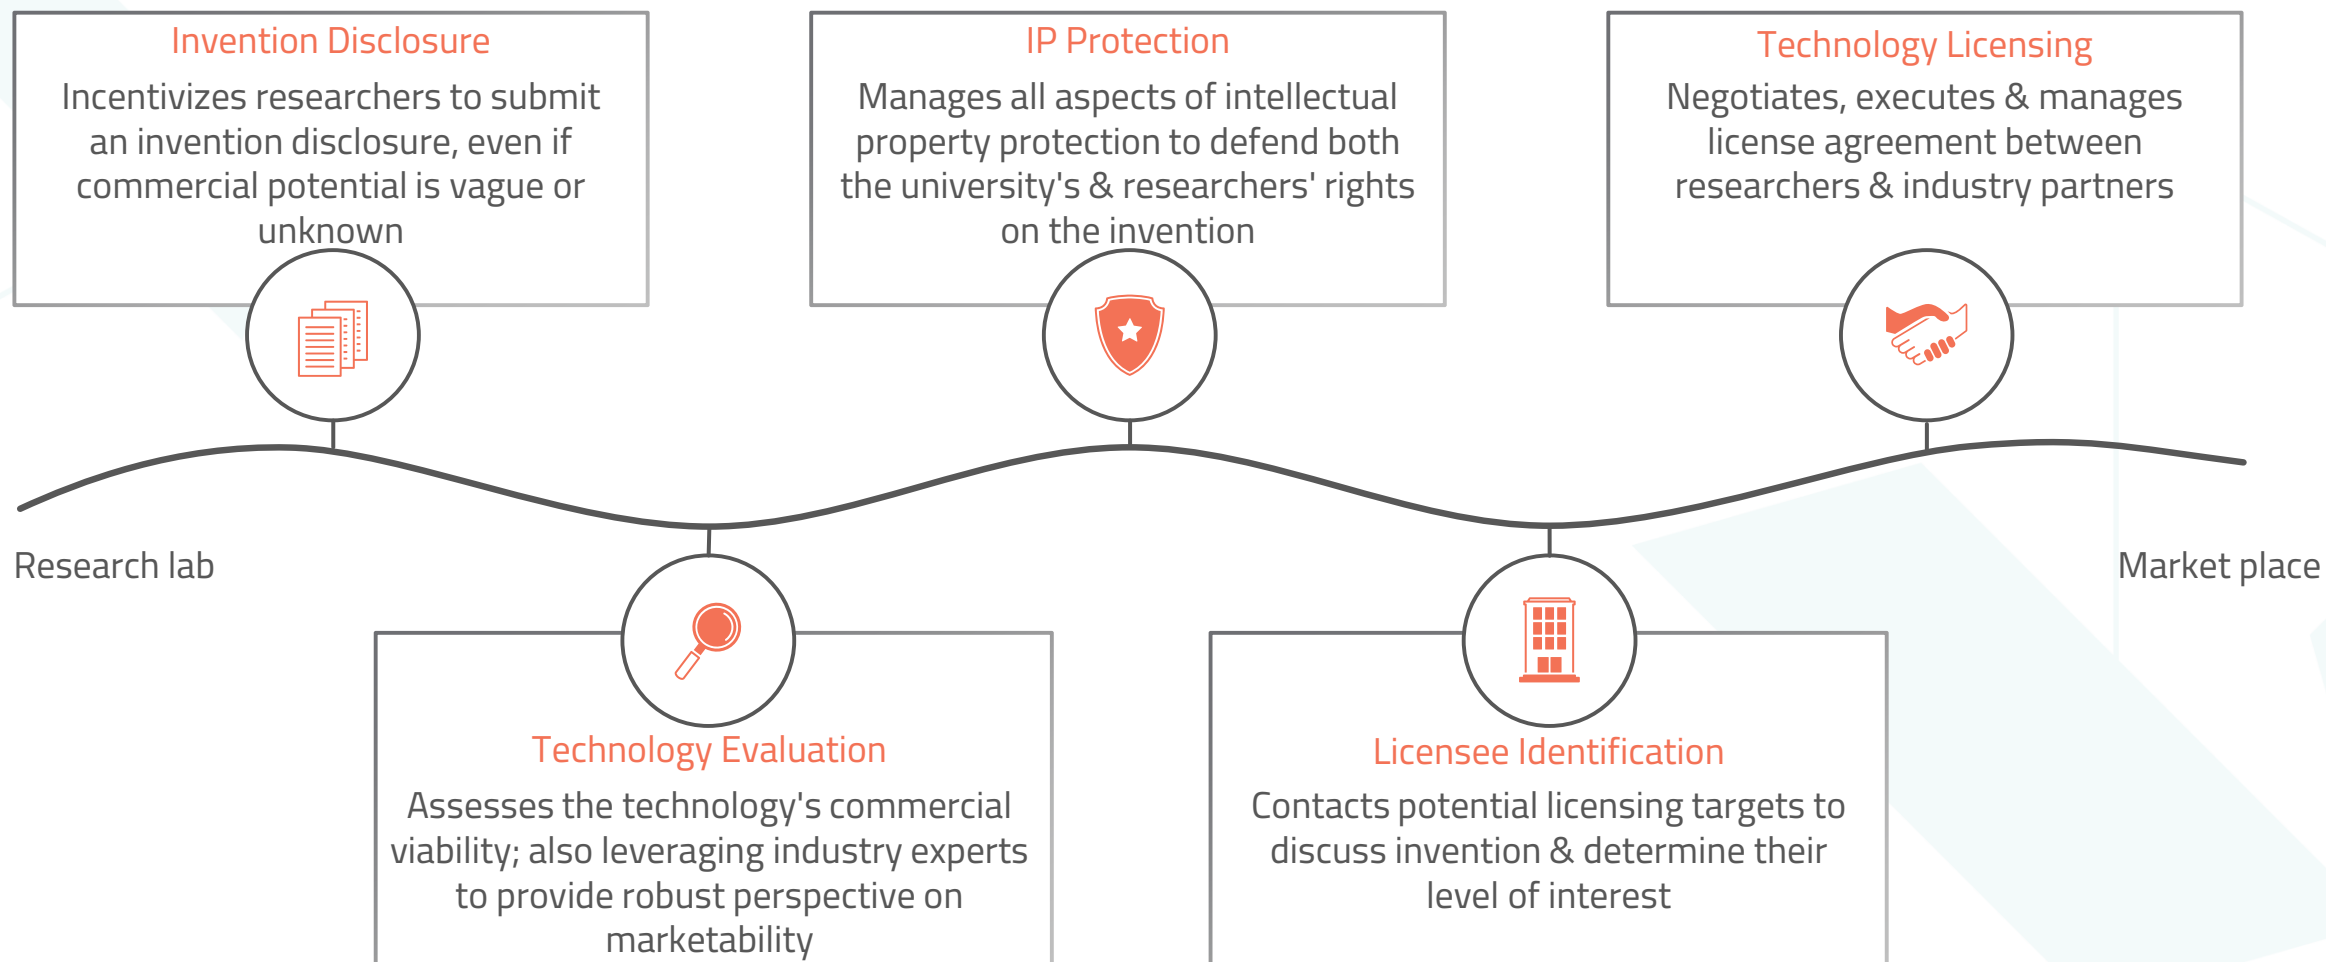 Invention Disclosure
Incentivizes researchers to submit
an invention disclosure, even if
commercial potential is vague or
unknown
IP Protection
Manages all aspects of intellectual
property protection to defend both
the university's & researchers' rights
on the invention
Technology Licensing
Negotiates, executes & manages
license agreement between
researchers & industry partners
Research lab
Market place
Technology Evaluation
Assesses the technology's commercial
viability; also leveraging industry experts
to provide robust perspective on
marketability
Licensee Identification
Contacts potential licensing targets to
discuss invention & determine their
level of interest